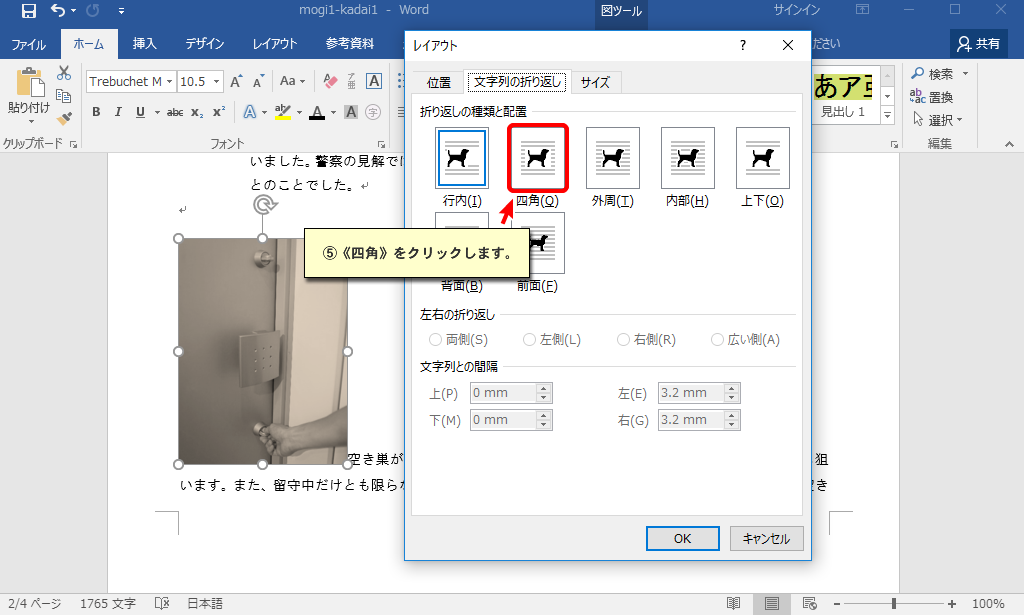 mogi1-kadai1 - Word
図ツール
サインイン
ファイル ホーム 挿入 デザイン レイアウト 参考資料
ださい
共有
貼り付け
クリップボード
Trebuchet M 10.5 A A Aa A
B I U abc x₂ x² A ab A A 字
フォント
あア亜
見出し 1
検索
置換
選択
編集
いました。警察の見解では
とのことでした。
レイアウト
?
位置 文字列の折り返し サイズ
折り返しの種類と配置
行内(I) 四角(Q) 外周(T) 内部(H) 上下(O)
⑤《四角》をクリックします。
背面(B) 前面(F)
左右の折り返し
両側(S) 左側(L) 右側(R) 広い側(A)
文字列との間隔
上(P) 0 mm 左(E) 3.2 mm
下(M) 0 mm 右(G) 3.2 mm
OK キャンセル
空き巣が
狙
います。また、留守中だけとも限らな
空き
2/4 ページ 1765 文字 日本語
100%